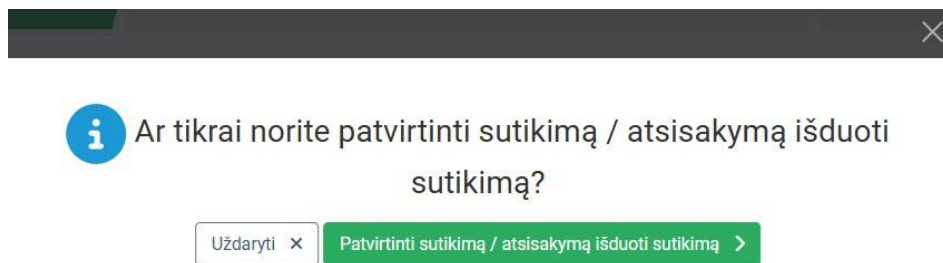 Ar tikrai norite patvirtinti sutikimą / atsisakymą išduoti
sutikimą?
Uždaryti ×
Patvirtinti sutikimą / atsisakymą išduoti sutikimą >